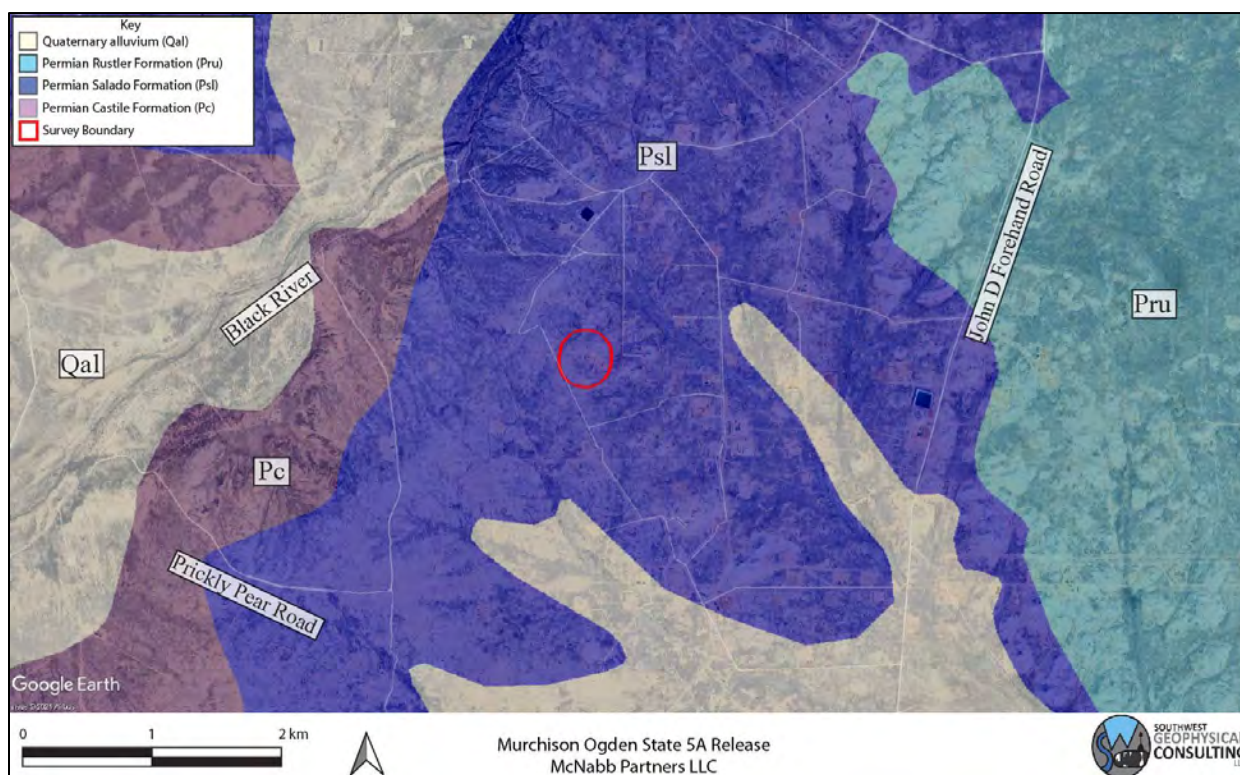 Key
Quaternary alluvium (Qal)
Permian Rustler Formation (Pru)
Permian Salado Formation (Psl)
Permian Castile Formation (Pc)
Survey Boundary
Psl
John D Forehand Road
Black River
Pru
Qal
Pc
Prickly Pear Road
Google Earth
0 1 2 km
Murchison Ogden State 5A Release
McNabb Partners LLC
SOUTHWEST
GEOPHYSICAL
CONSULTING